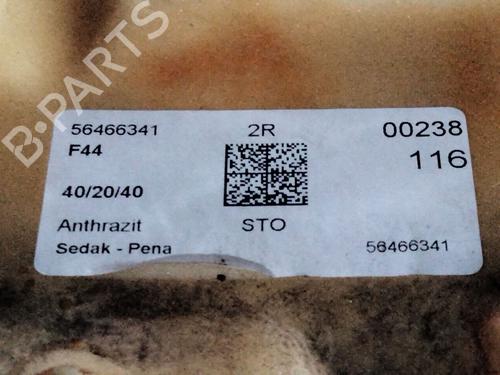 B-PARTS
56466341 2R 00238
F44 116
40/20/40
Anthrazit STO
Sedak - Pena 56466341